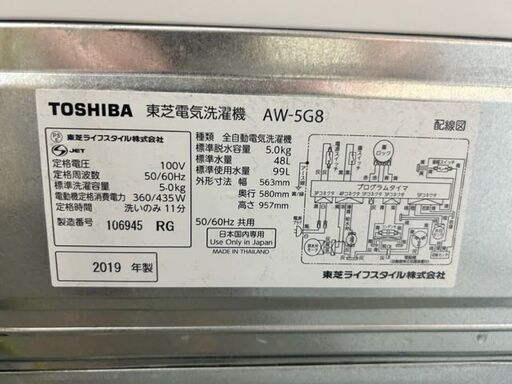 TOSHIBA 東芝電気洗濯機 AW-5G8
配線図
PS E
東芝ライフスタイル株式会社
JET
定格電圧 100V
定格周波数 50/60Hz
標準洗濯容量 5.0kg
電動機定格消費電力 360/435W
定格時間 洗いのみ 11分
製造番号 106945 RG
2019 年製
種類 全自動電気洗濯機
標準脱水容量 5.0kg
標準水量 48L
標準使用水量 99L
外形寸法 幅 563mm
奥行 580mm
高さ 957mm
50/60Hz 共用
日本国内専用
Use Only in Japan
MADE IN THAILAND
プログラムタイマ
東芝ライフスタイル株式会社